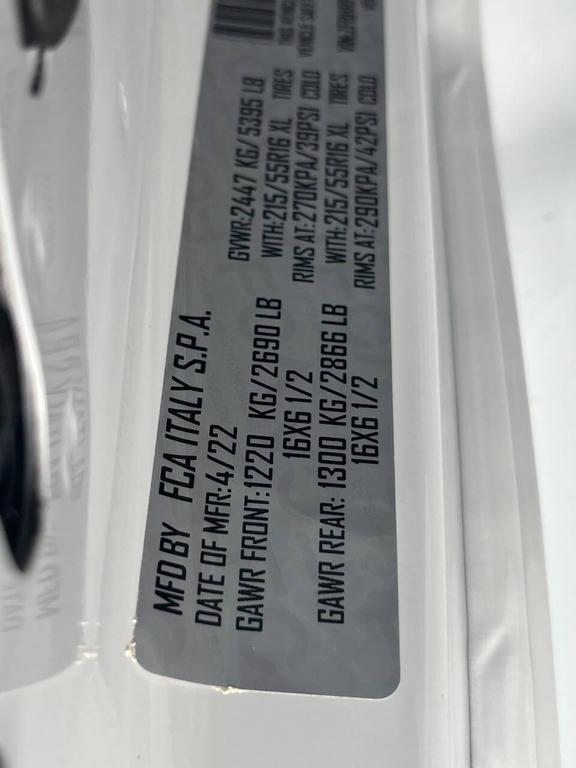 MFD BY FCA ITALY S.P.A.
DATE OF MFR:4/22 GVWR:2447 KG/5395 LB
GAWR FRONT:1220 KG/2690 LB WITH:215/55R16 XL TIRES
16X6 1/2 RIMS AT:270KPA/39PSI COLD
GAWR REAR: 1300 KG/2866 LB WITH:215/55R16 XL TIRES
16X6 1/2 RIMS AT:290KPA/42PSI COLD